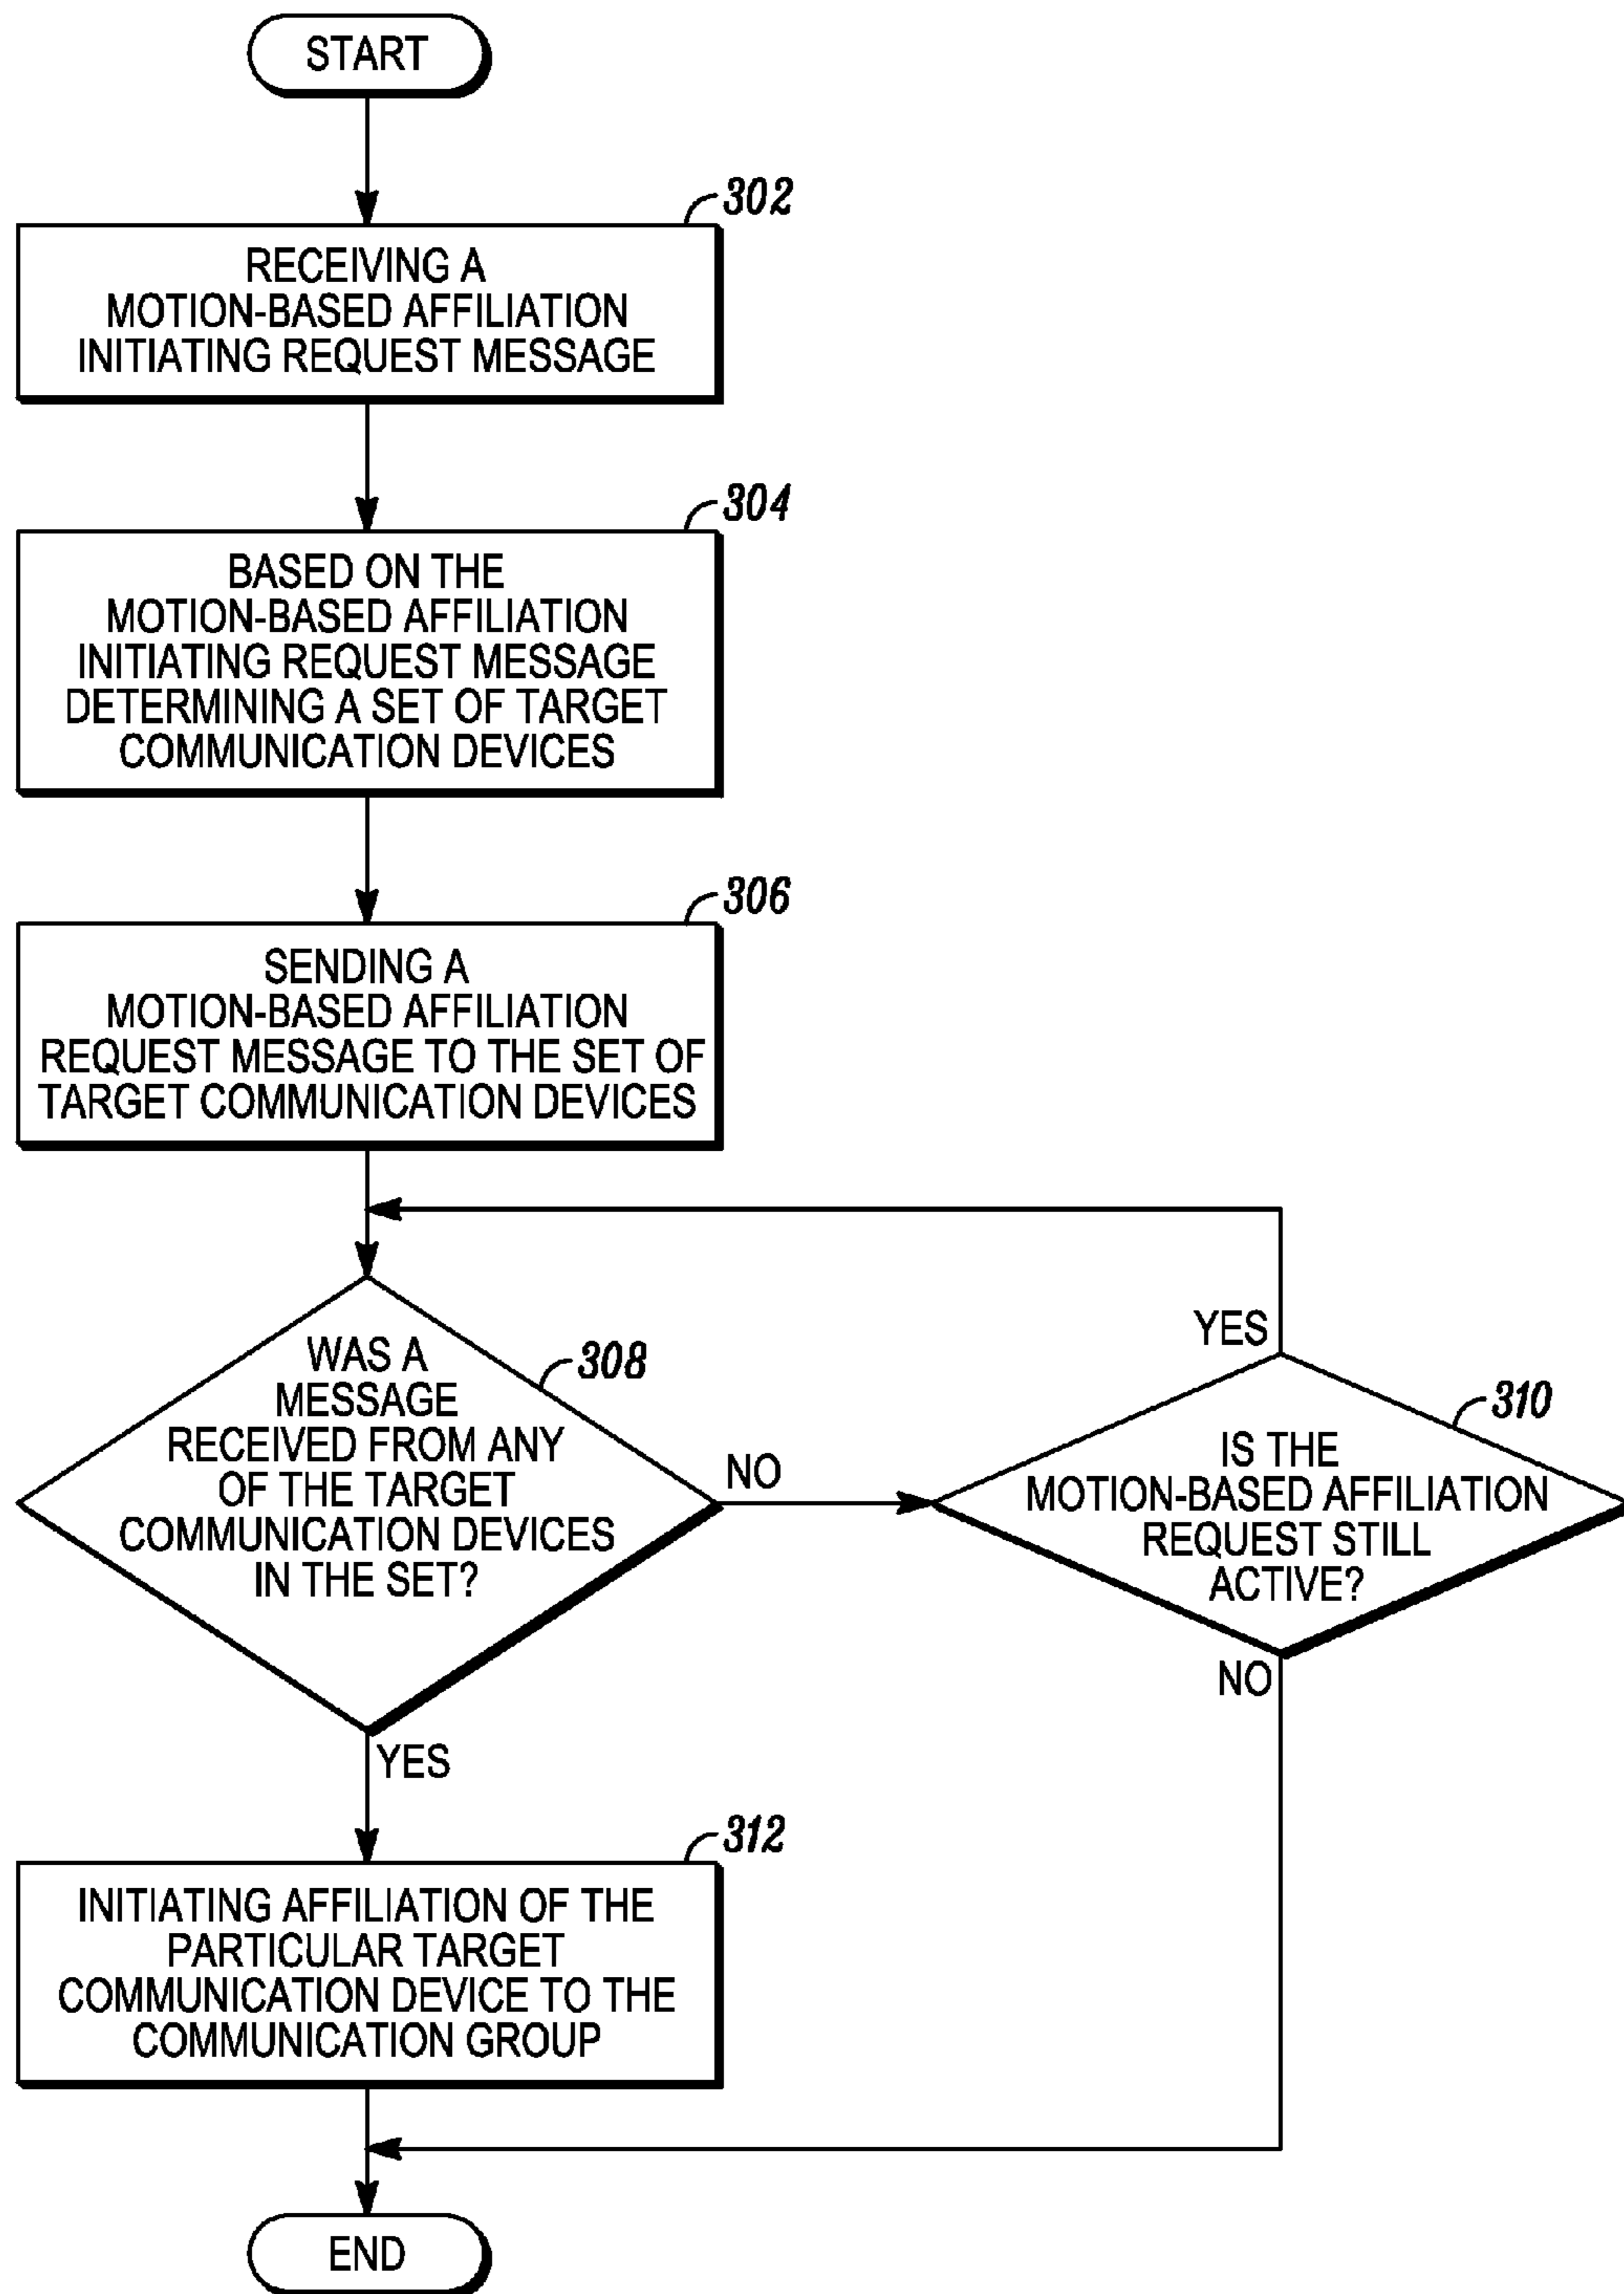 START
302
RECEIVING A
MOTION-BASED AFFILIATION
INITIATING REQUEST MESSAGE
304
BASED ON THE
MOTION-BASED AFFILIATION
INITIATING REQUEST MESSAGE
DETERMINING A SET OF TARGET
COMMUNICATION DEVICES
306
SENDING A
MOTION-BASED AFFILIATION
REQUEST MESSAGE TO THE SET OF
TARGET COMMUNICATION DEVICES
308
WAS A
MESSAGE
RECEIVED FROM ANY
OF THE TARGET
COMMUNICATION DEVICES
IN THE SET?
NO
YES
310
IS THE
MOTION-BASED AFFILIATION
REQUEST STILL
ACTIVE?
NO
YES
312
INITIATING AFFILIATION OF THE
PARTICULAR TARGET
COMMUNICATION DEVICE TO THE
COMMUNICATION GROUP
END